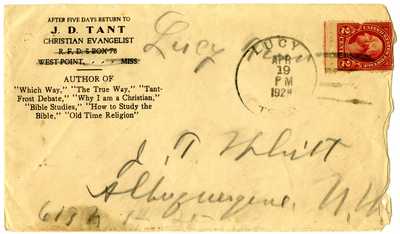 AFTER FIVE DAYS RETURN TO
J. D. TANT
CHRISTIAN EVANGELIST
R. F. D. 5 BOX 78
WEST POINT, . . . MISS.
AUTHOR OF
"Which Way," "The True Way," "Tant-
Frost Debate," "Why I am a Christian,"
"Bible Studies," "How to Study the
Bible," "Old Time Religion"
Lucy
LUCY
APR
19
PM
192
2 2
J. T.
Albuquerque, N. M